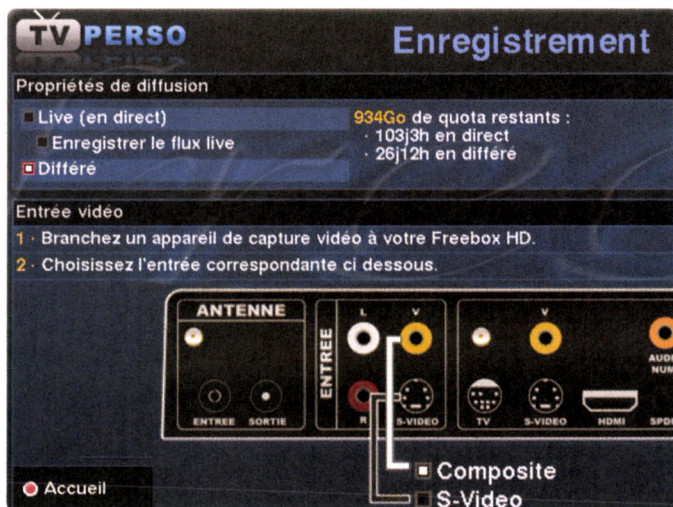 TV PERSO
Enregistrement
Propriétés de diffusion
Live (en direct)
Enregistrer le flux live
Différé
934Go de quota restants :
· 103j3h en direct
· 26j12h en différé
Entrée vidéo
1 · Branchez un appareil de capture vidéo à votre Freebox HD.
2 · Choisissez l'entrée correspondante ci dessous.
ANTENNE
ENTREE SORTIE
ENTREE
L V
R S-VIDEO
V
TV S-VIDEO HDMI
Composite
S-Video
Accueil